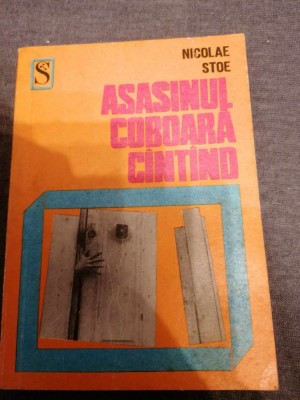 S
NICOLAE
STOE
ASASINUL
COBOARĂ
CÎNTÎND